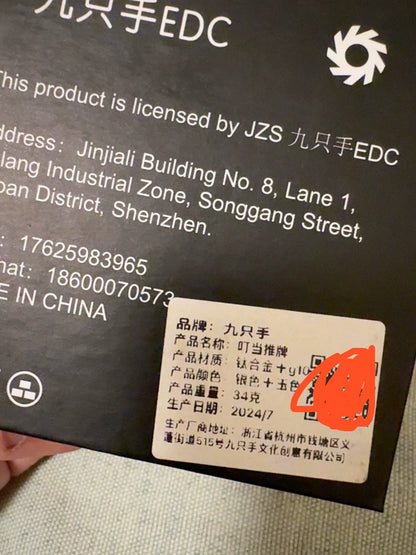 九只手EDC
This product is licensed by JZS 九只手EDC
ddress: Jinjiali Building No. 8, Lane 1,
lang Industrial Zone, Songgang Street,
oan District, Shenzhen.
: 17625983965
hat: 18600070573
E IN CHINA
品牌：九只手
产品名称：叮当推牌
产品材质：钛合金+g10
产品颜色：银色+五色
产品重量：34克
生产日期：2024/7
生产厂商地址：浙江省杭州市钱塘区义
蓬街道515号九只手文化创意有限公司